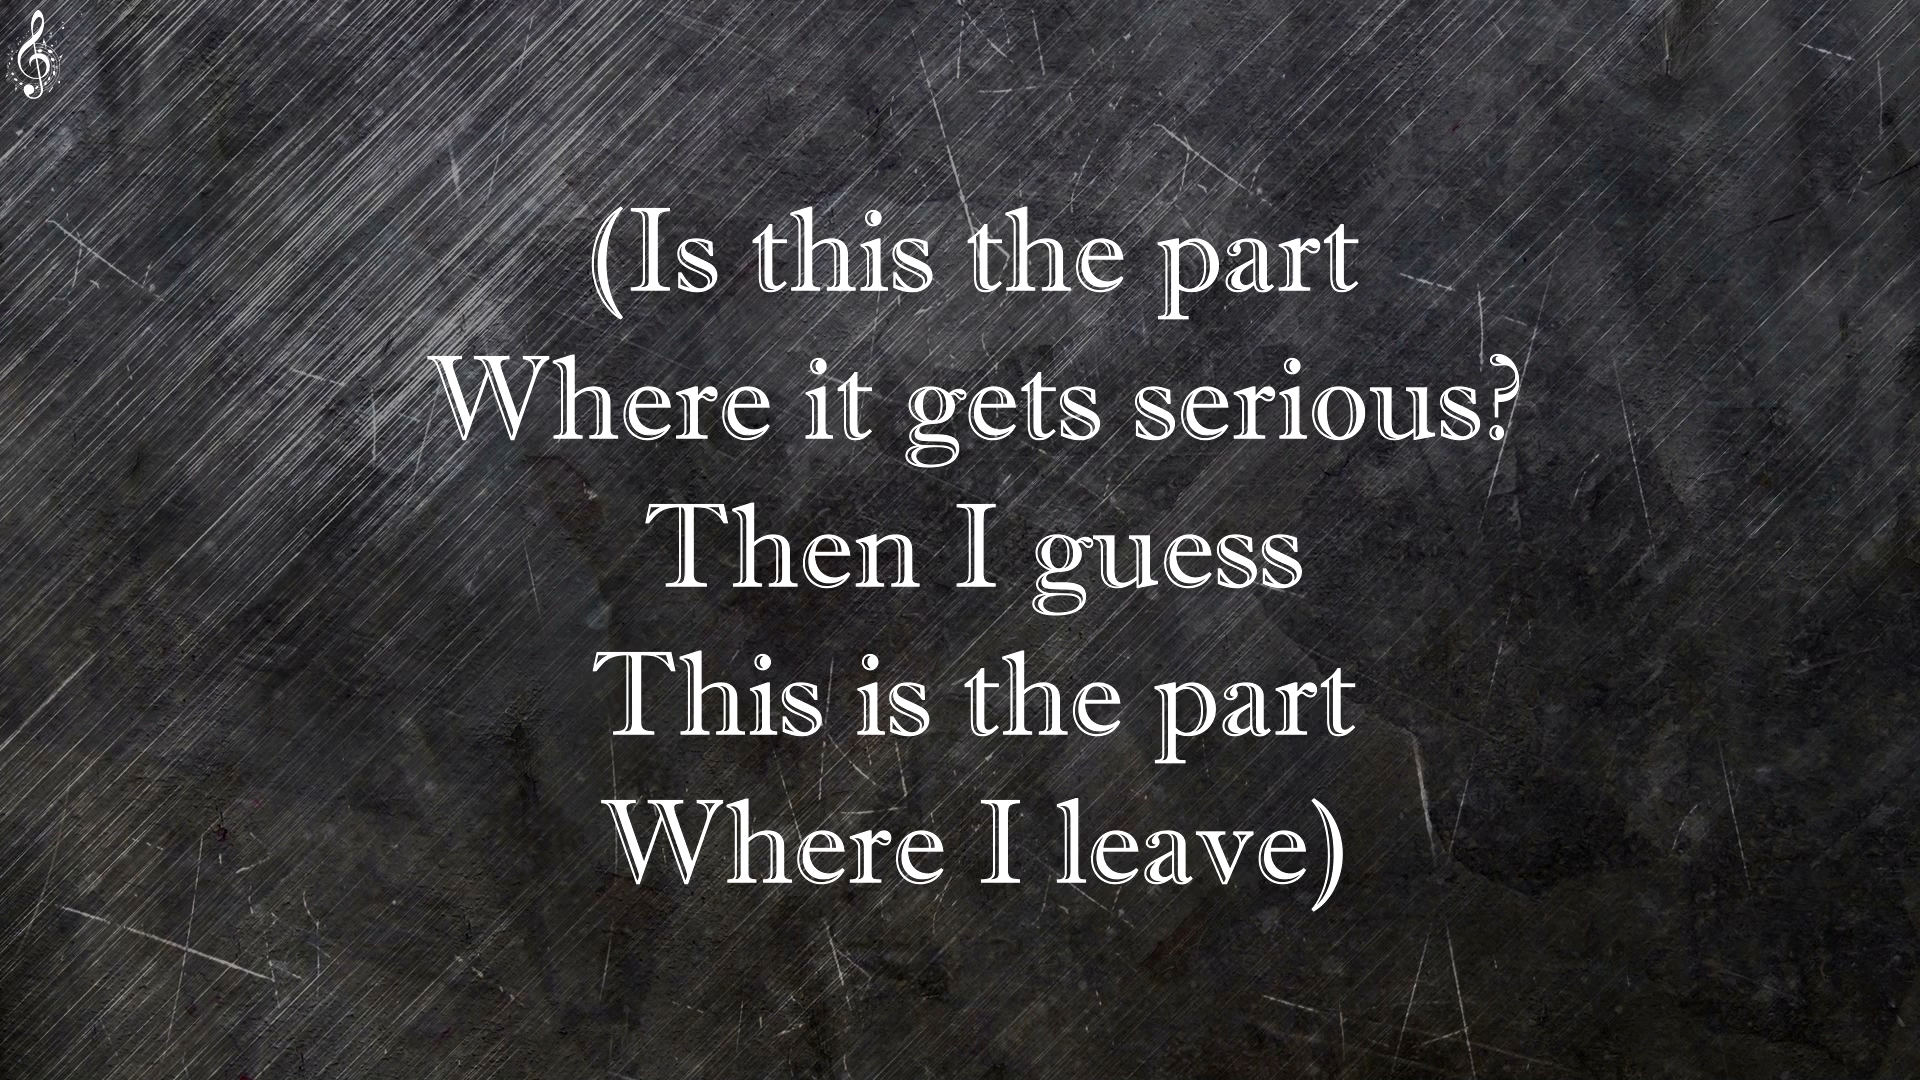 (Is this the part
Where it gets serious?
Then I guess
This is the part
Where I leave)